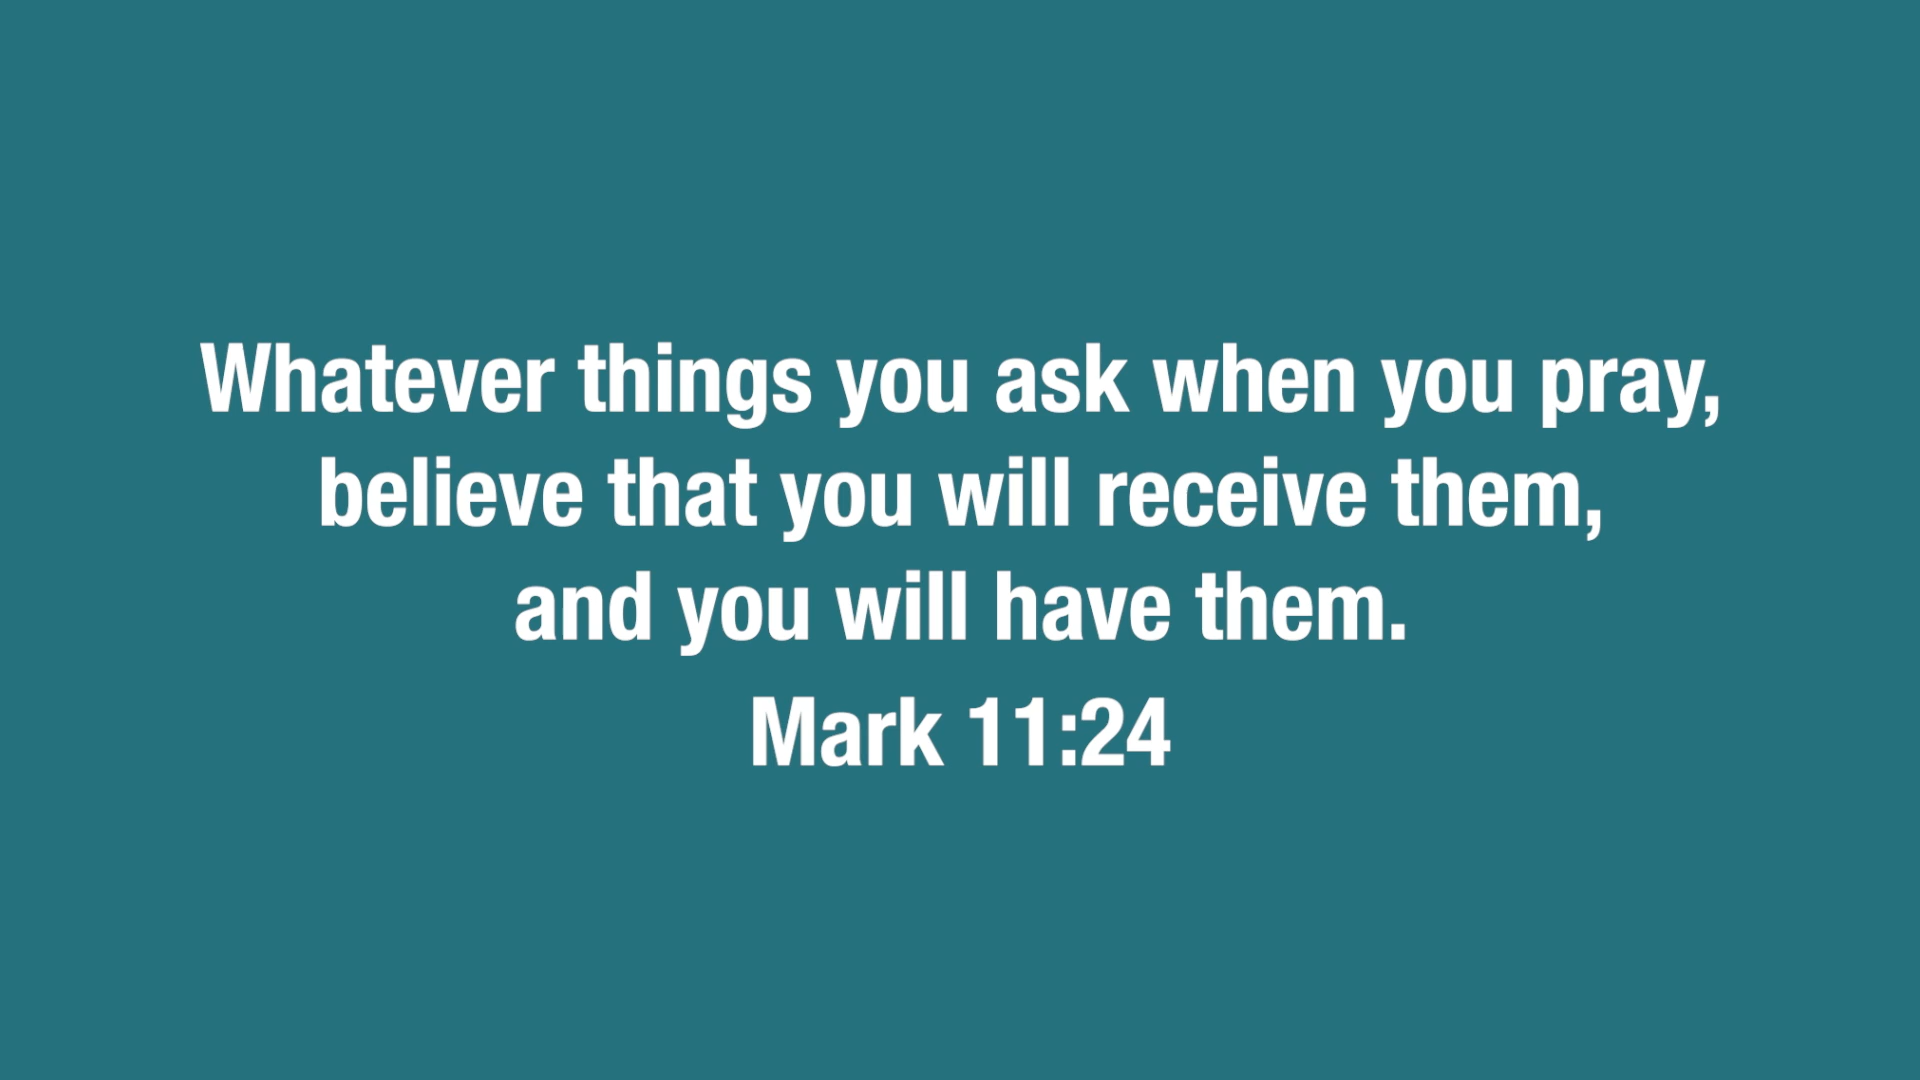 Whatever things you ask when you pray,
believe that you will receive them,
and you will have them.
Mark 11:24